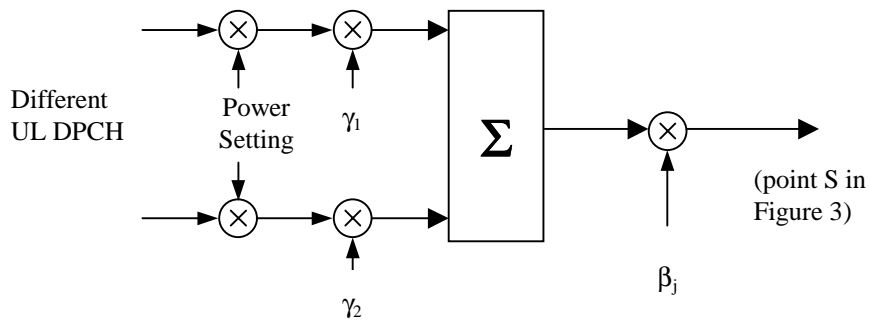 Different
UL DPCH
Power
Setting
γ1
Σ
(point S in
Figure 3)
γ2
βj